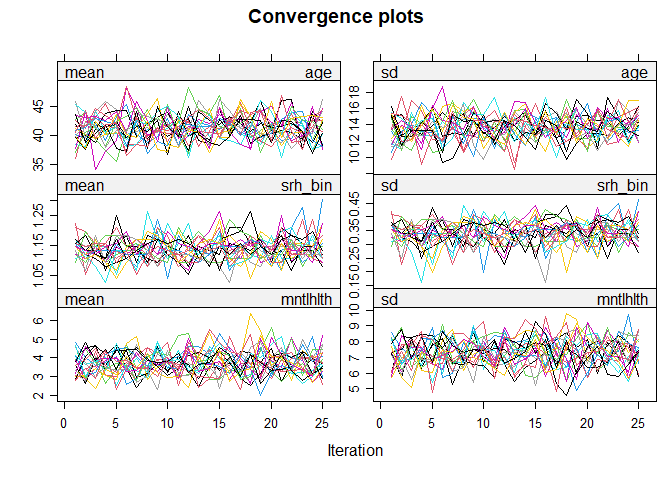 Convergence plots
mean age
sd age
35 40 45
10 12 14 16 18
mean srh_bin
sd srh_bin
1.05 1.15 1.25
0.15 0.25 0.35 0.45
mean mntlhlth
sd mntlhlth
2 3 4 5 6
5 6 7 8 9 10
0 5 10 15 20 25
0 5 10 15 20 25
Iteration